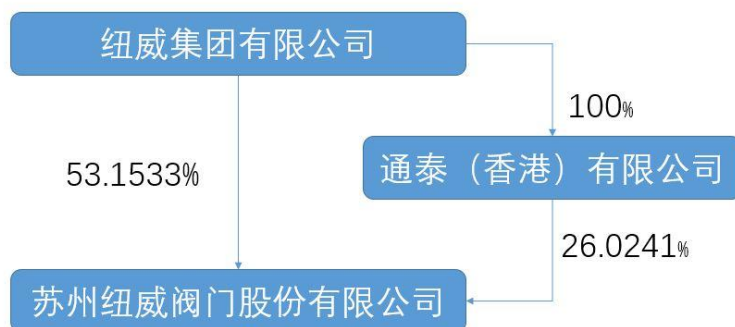 纽威集团有限公司
100%
53.1533%
通泰（香港）有限公司
26.0241%
苏州纽威阀门股份有限公司